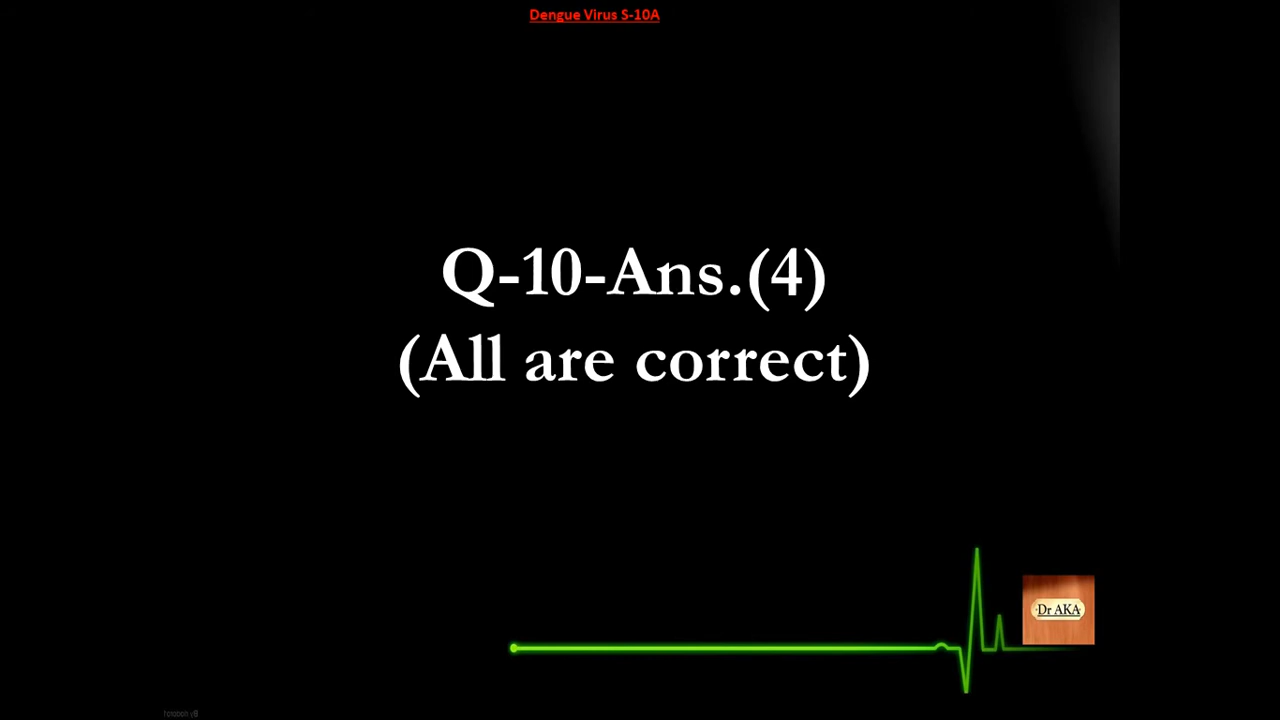 Dengue Virus S-10A
Q-10-Ans.(4)
(All are correct)
Dr AKA